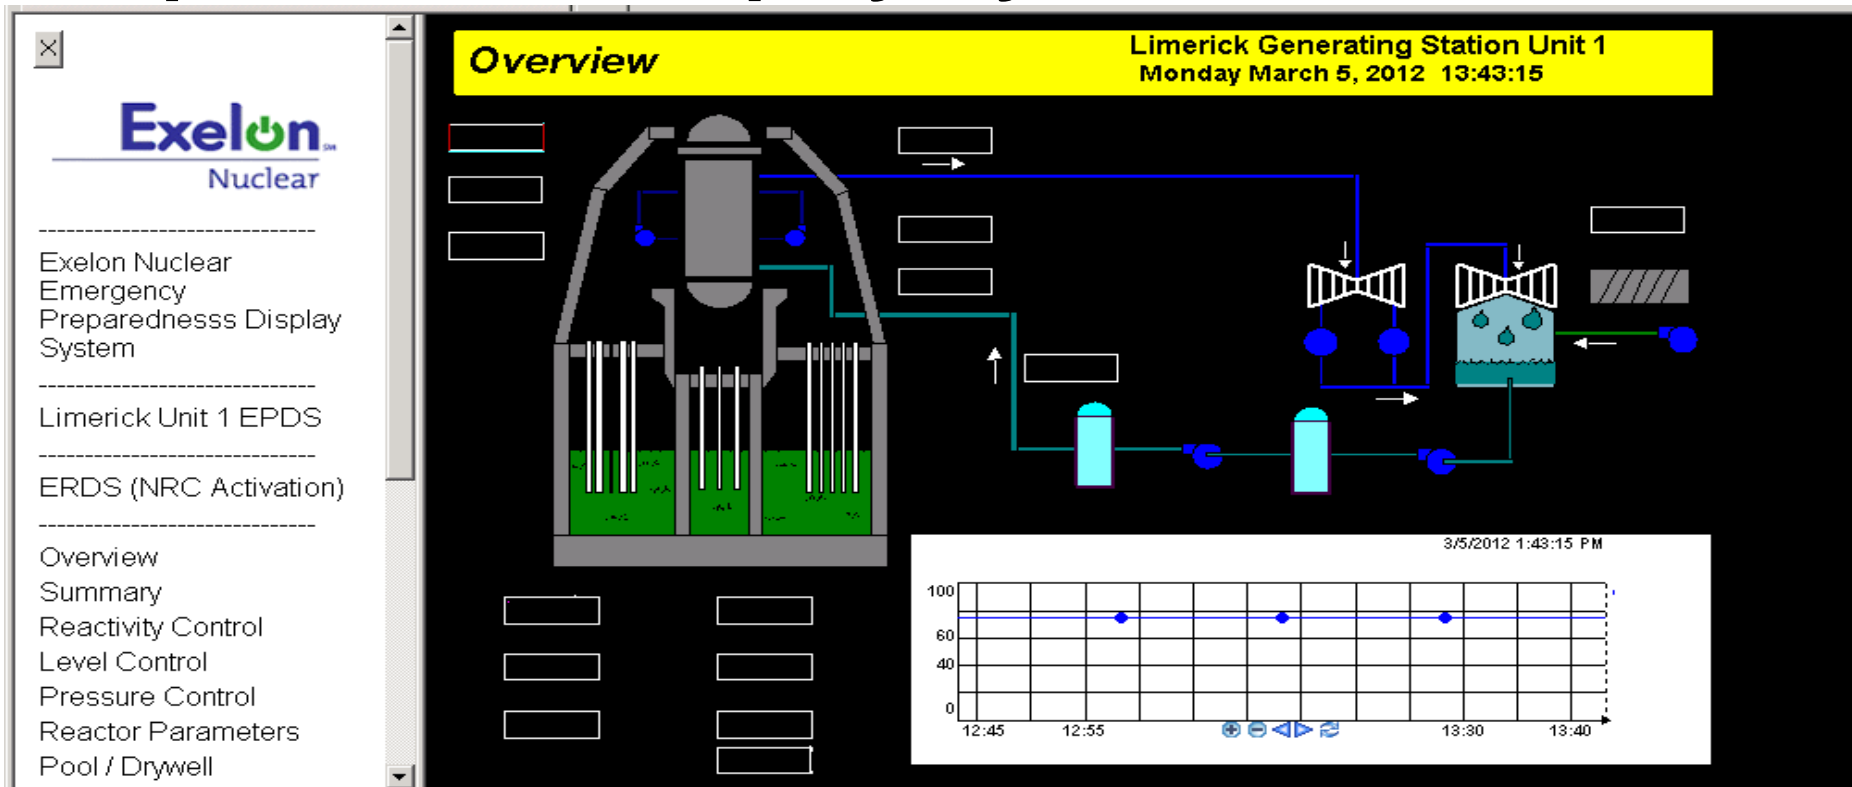 Exelon
SM
Nuclear
------------------------------
Exelon Nuclear
Emergency
Preparednesss Display
System
------------------------------
Limerick Unit 1 EPDS
------------------------------
ERDS (NRC Activation)
------------------------------
Overview
Summary
Reactivity Control
Level Control
Pressure Control
Reactor Parameters
Pool / Drywell
Overview
Limerick Generating Station Unit 1
Monday March 5, 2012 13:43:15
3/5/2012 1:43:15 PM
100
60
40
0
12:45 12:55 13:30 13:40